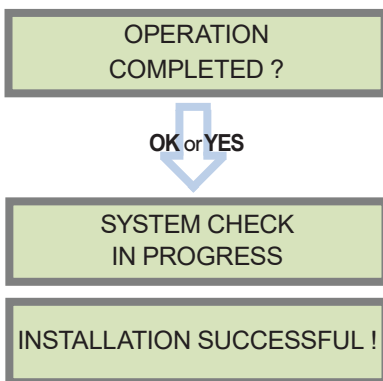 OPERATION
COMPLETED ?
OK or YES
SYSTEM CHECK
IN PROGRESS
INSTALLATION SUCCESSFUL !